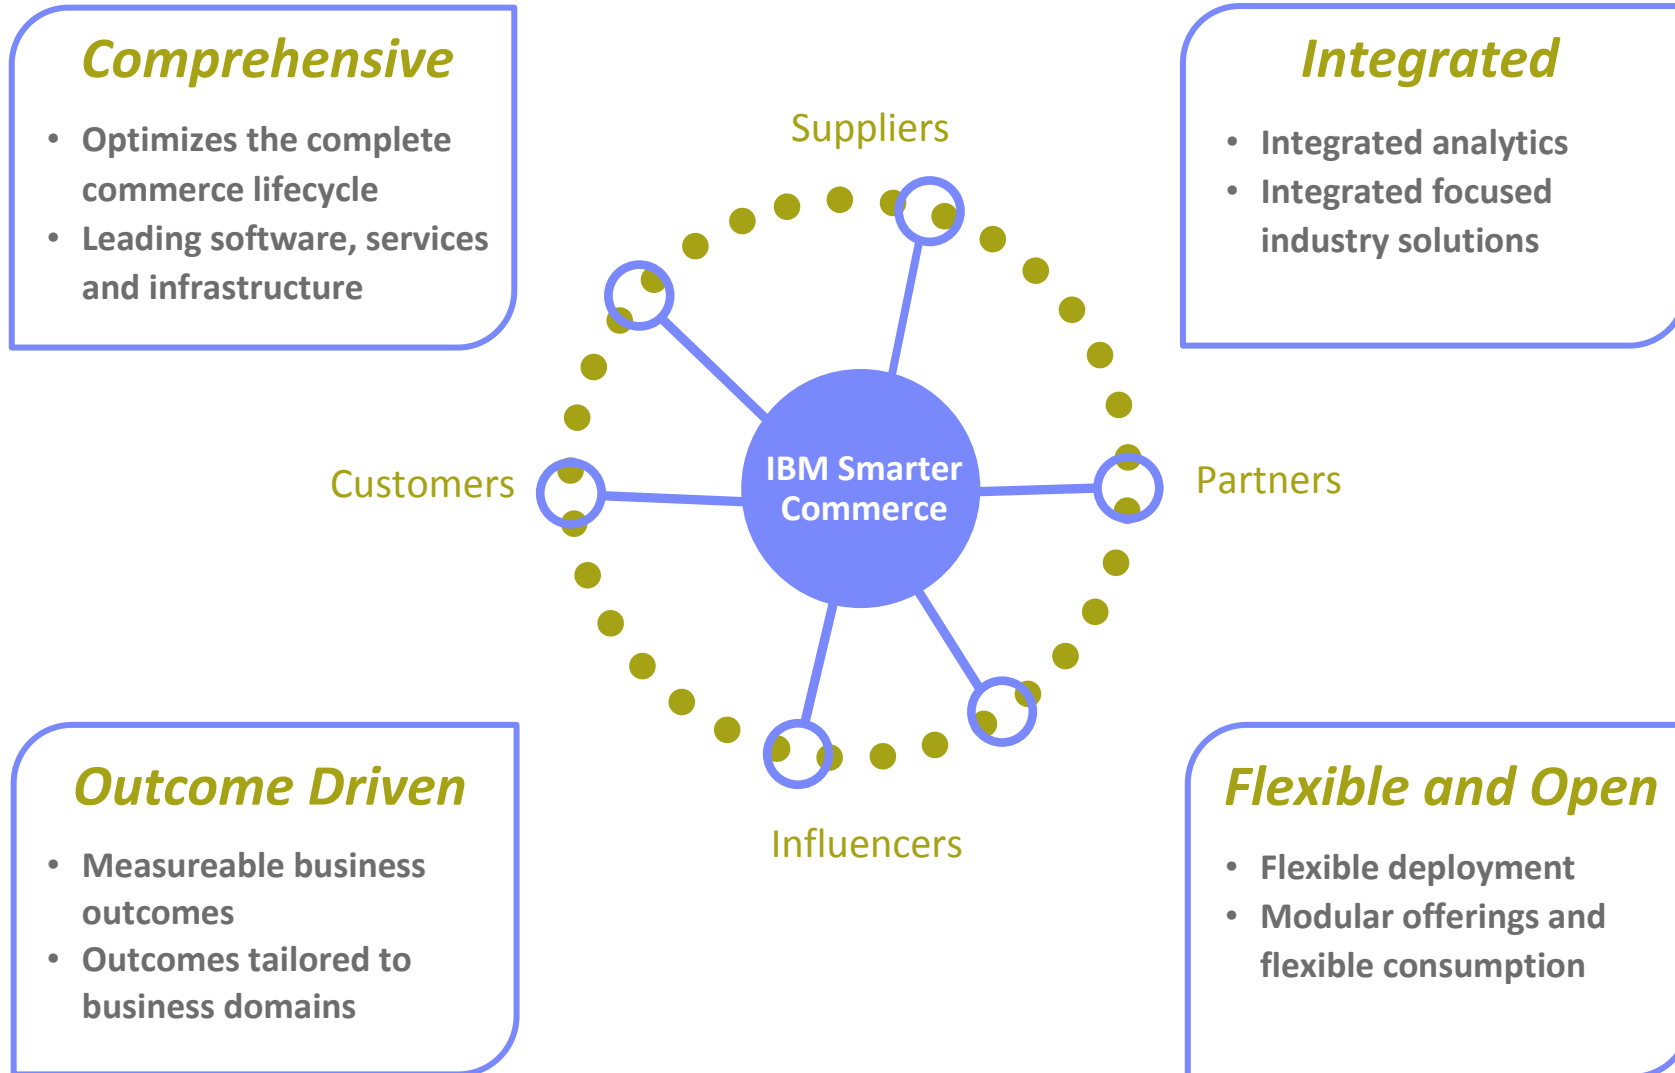 Comprehensive
• Optimizes the complete
commerce lifecycle
• Leading software, services
and infrastructure
Integrated
• Integrated analytics
• Integrated focused
industry solutions
Suppliers
Customers
IBM Smarter
Commerce
Partners
Influencers
Outcome Driven
• Measureable business
outcomes
• Outcomes tailored to
business domains
Flexible and Open
• Flexible deployment
• Modular offerings and
flexible consumption